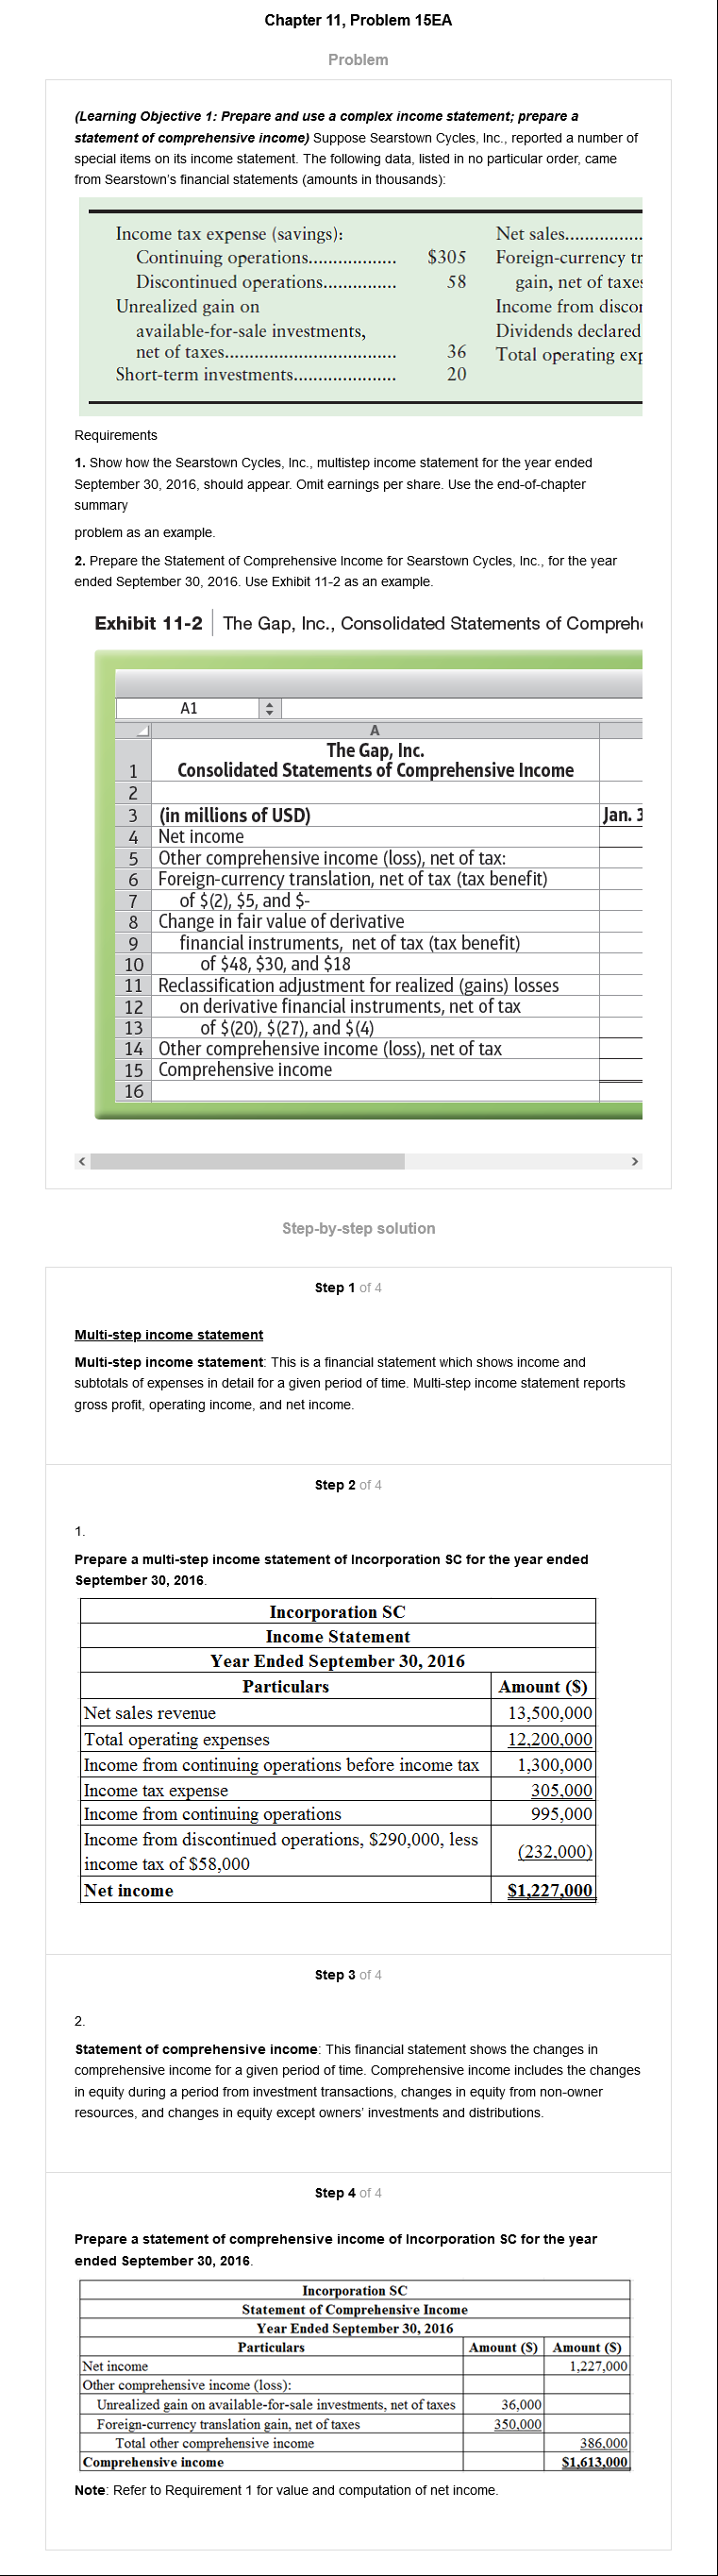 Chapter 11, Problem 15EA
Problem
(Learning Objective 1: Prepare and use a complex income statement; prepare a
statement of comprehensive income) Suppose Searstown Cycles, Inc., reported a number of
special items on its income statement. The following data, listed in no particular order, came
from Searstown's financial statements (amounts in thousands):
Income tax expense (savings): Net sales.................
Continuing operations.................. $305 Foreign-currency tr
Discontinued operations............... 58 gain, net of taxes
Unrealized gain on Income from discor
available-for-sale investments, Dividends declared
net of taxes................................... 36 Total operating exp
Short-term investments..................... 20
Requirements
1. Show how the Searstown Cycles, Inc., multistep income statement for the year ended
September 30, 2016, should appear. Omit earnings per share. Use the end-of-chapter
summary
problem as an example.
2. Prepare the Statement of Comprehensive Income for Searstown Cycles, Inc., for the year
ended September 30, 2016. Use Exhibit 11-2 as an example.
Exhibit 11-2 | The Gap, Inc., Consolidated Statements of Comprehe
A1
A
The Gap, Inc.
1 Consolidated Statements of Comprehensive Income
2
3 (in millions of USD) Jan. 3
4 Net income
5 Other comprehensive income (loss), net of tax:
6 Foreign-currency translation, net of tax (tax benefit)
7 of $(2), $5, and $-
8 Change in fair value of derivative
9 financial instruments, net of tax (tax benefit)
10 of $48, $30, and $18
11 Reclassification adjustment for realized (gains) losses
12 on derivative financial instruments, net of tax
13 of $(20), $(27), and $(4)
14 Other comprehensive income (loss), net of tax
15 Comprehensive income
16
Step-by-step solution
Step 1 of 4
Multi-step income statement
Multi-step income statement: This is a financial statement which shows income and
subtotals of expenses in detail for a given period of time. Multi-step income statement reports
gross profit, operating income, and net income.
Step 2 of 4
1.
Prepare a multi-step income statement of Incorporation SC for the year ended
September 30, 2016.
Incorporation SC
Income Statement
Year Ended September 30, 2016
Particulars Amount ($)
Net sales revenue 13,500,000
Total operating expenses 12,200,000
Income from continuing operations before income tax 1,300,000
Income tax expense 305,000
Income from continuing operations 995,000
Income from discontinued operations, $290,000, less
income tax of $58,000 (232,000)
Net income $1,227,000
Step 3 of 4
2.
Statement of comprehensive income: This financial statement shows the changes in
comprehensive income for a given period of time. Comprehensive income includes the changes
in equity during a period from investment transactions, changes in equity from non-owner
resources, and changes in equity except owners' investments and distributions.
Step 4 of 4
Prepare a statement of comprehensive income of Incorporation SC for the year
ended September 30, 2016.
Incorporation SC
Statement of Comprehensive Income
Year Ended September 30, 2016
Particulars Amount ($) Amount ($)
Net income 1,227,000
Other comprehensive income (loss):
Unrealized gain on available-for-sale investments, net of taxes 36,000
Foreign-currency translation gain, net of taxes 350,000
Total other comprehensive income 386,000
Comprehensive income $1,613,000
Note: Refer to Requirement 1 for value and computation of net income.